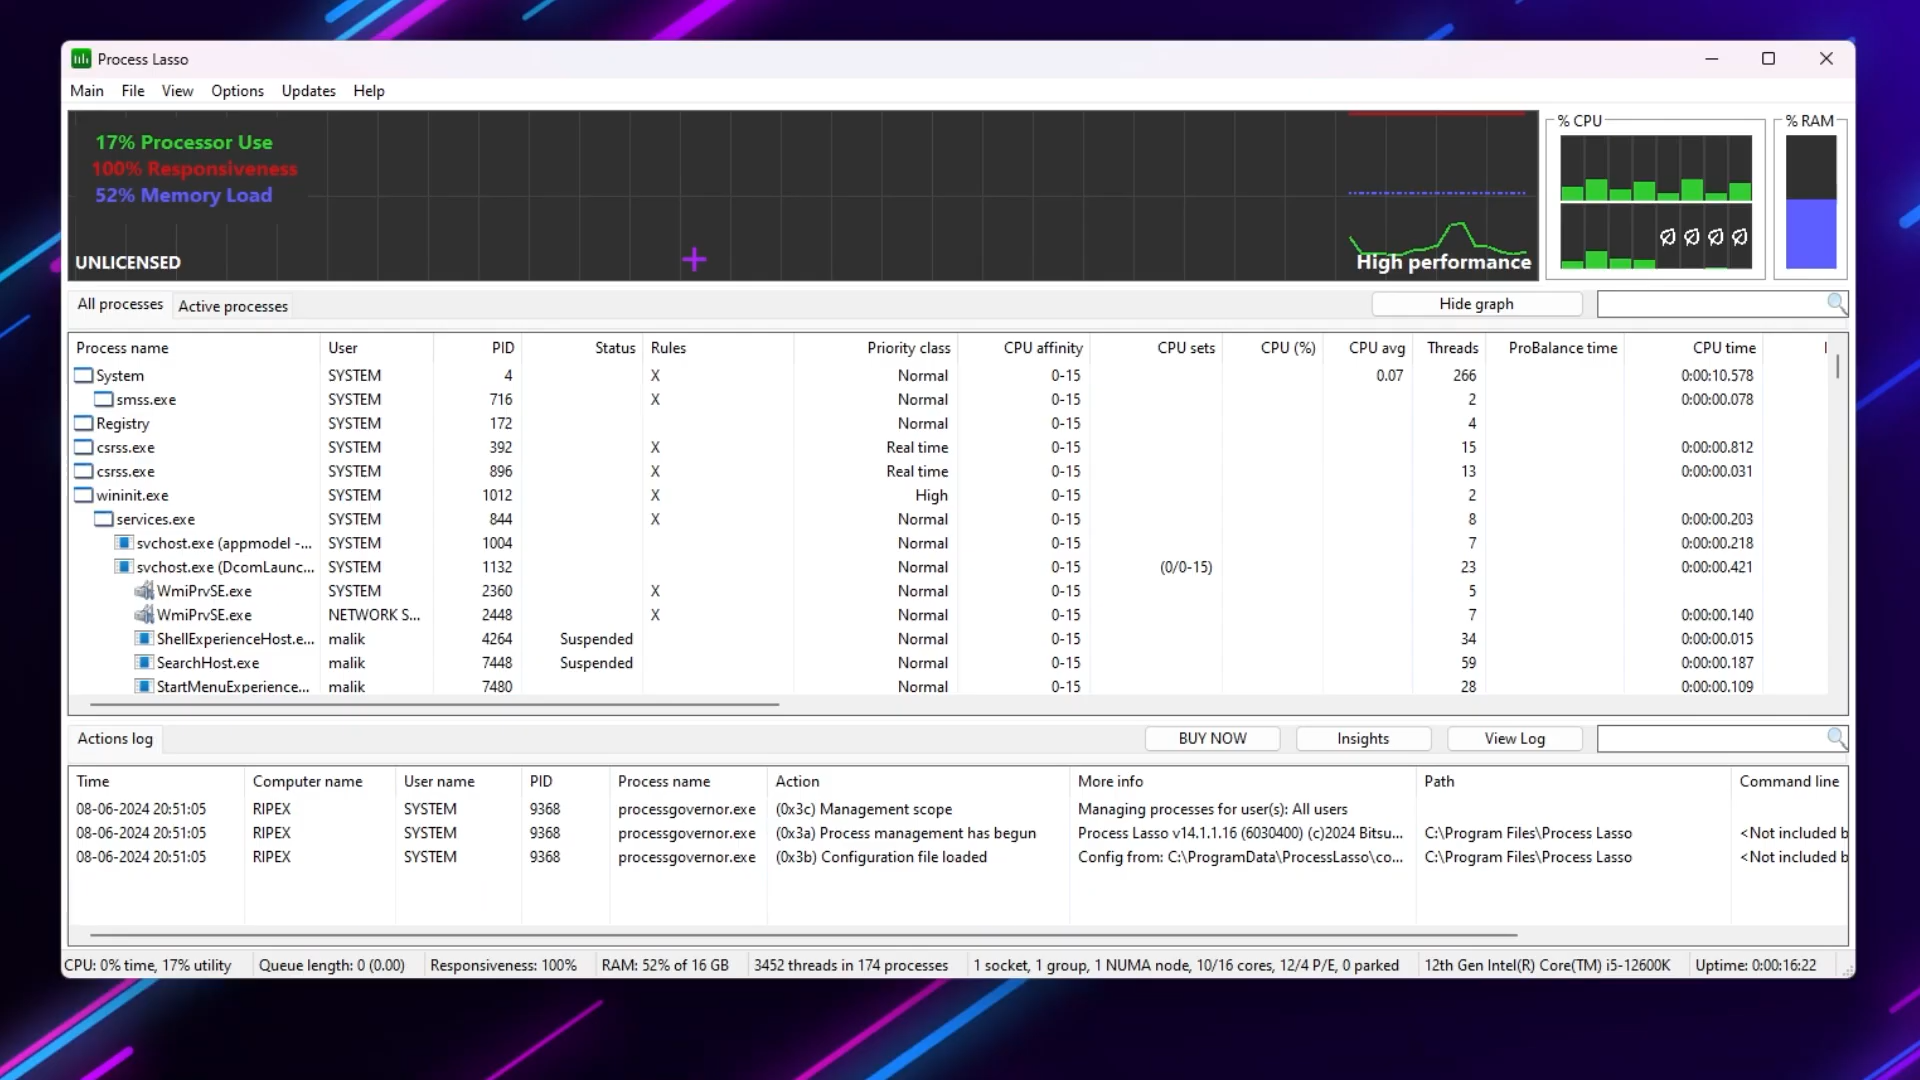 Process Lasso
Main File View Options Updates Help
17% Processor Use
100% Responsiveness
52% Memory Load
UNLICENSED
High performance
% CPU
% RAM
All processes Active processes Hide graph
Process name User PID Status Rules Priority class CPU affinity CPU sets CPU (%) CPU avg Threads ProBalance time CPU time
System SYSTEM 4 X Normal 0-15 0.07 266 0:00:10.578
smss.exe SYSTEM 716 X Normal 0-15 2 0:00:00.078
Registry SYSTEM 172 Normal 0-15 4
csrss.exe SYSTEM 392 X Real time 0-15 15 0:00:00.812
csrss.exe SYSTEM 896 X Real time 0-15 13 0:00:00.031
wininit.exe SYSTEM 1012 X High 0-15 2
services.exe SYSTEM 844 X Normal 0-15 8 0:00:00.203
svchost.exe (appmodel -... SYSTEM 1004 Normal 0-15 7 0:00:00.218
svchost.exe (DcomLaunc... SYSTEM 1132 Normal 0-15 (0/0-15) 23 0:00:00.421
WmiPrvSE.exe SYSTEM 2360 X Normal 0-15 5
WmiPrvSE.exe NETWORK S... 2448 X Normal 0-15 7 0:00:00.140
ShellExperienceHost.e... malik 4264 Suspended Normal 0-15 34 0:00:00.015
SearchHost.exe malik 7448 Suspended Normal 0-15 59 0:00:00.187
StartMenuExperience... malik 7480 Normal 0-15 28 0:00:00.109
Actions log BUY NOW Insights View Log
Time Computer name User name PID Process name Action More info Path Command line
08-06-2024 20:51:05 RIPEX SYSTEM 9368 processgovernor.exe (0x3c) Management scope Managing processes for user(s): All users
08-06-2024 20:51:05 RIPEX SYSTEM 9368 processgovernor.exe (0x3a) Process management has begun Process Lasso v14.1.1.16 (6030400) (c)2024 Bitsu... C:\Program Files\Process Lasso <Not included b
08-06-2024 20:51:05 RIPEX SYSTEM 9368 processgovernor.exe (0x3b) Configuration file loaded Config from: C:\ProgramData\ProcessLasso\co... C:\Program Files\Process Lasso <Not included b
CPU: 0% time, 17% utility Queue length: 0 (0.00) Responsiveness: 100% RAM: 52% of 16 GB 3452 threads in 174 processes 1 socket, 1 group, 1 NUMA node, 10/16 cores, 12/4 P/E, 0 parked 12th Gen Intel(R) Core(TM) i5-12600K Uptime: 0:00:16:22